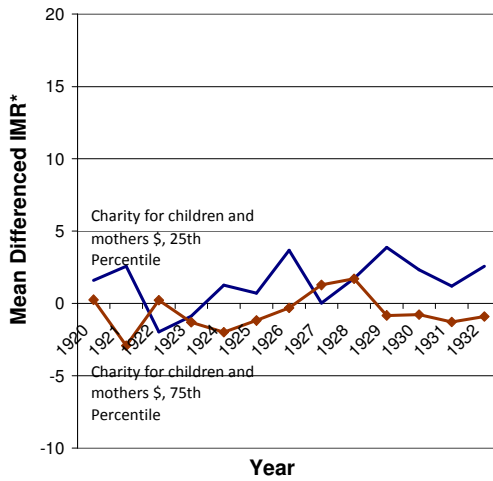 20
15
10
5
0
-5
-10
Mean Differenced IMR*
Charity for children and
mothers $, 25th
Percentile
1920
1921
1922
1923
1924
1925
1926
1927
1928
1929
1930
1931
1932
Charity for children and
mothers $, 75th
Percentile
Year